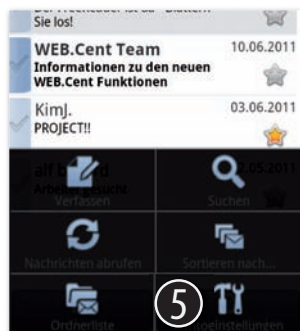 Sie los!
WEB.Cent Team 10.06.2011
Informationen zu den neuen
WEB.Cent Funktionen
KimJ. 03.06.2011
PROJECT!!
Verfassen Suchen
Nachrichten abrufen Sortieren nach...
Ordnerliste
5